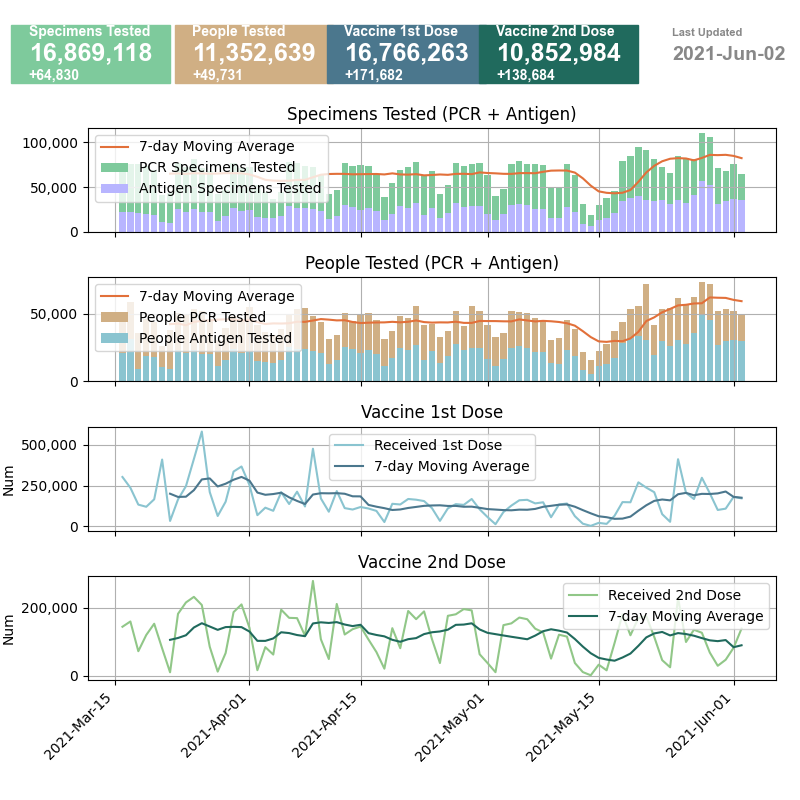 Specimens Tested
16,869,118
+64,830
People Tested
11,352,639
+49,731
Vaccine 1st Dose
16,766,263
+171,682
Vaccine 2nd Dose
10,852,984
+138,684
Last Updated
2021-Jun-02
Specimens Tested (PCR + Antigen)
100,000
50,000
0
7-day Moving Average
PCR Specimens Tested
Antigen Specimens Tested
People Tested (PCR + Antigen)
50,000
0
7-day Moving Average
People PCR Tested
People Antigen Tested
Vaccine 1st Dose
Num
500,000
250,000
0
Received 1st Dose
7-day Moving Average
Vaccine 2nd Dose
Num
200,000
0
Received 2nd Dose
7-day Moving Average
2021-Mar-15
2021-Apr-01
2021-Apr-15
2021-May-01
2021-May-15
2021-Jun-01